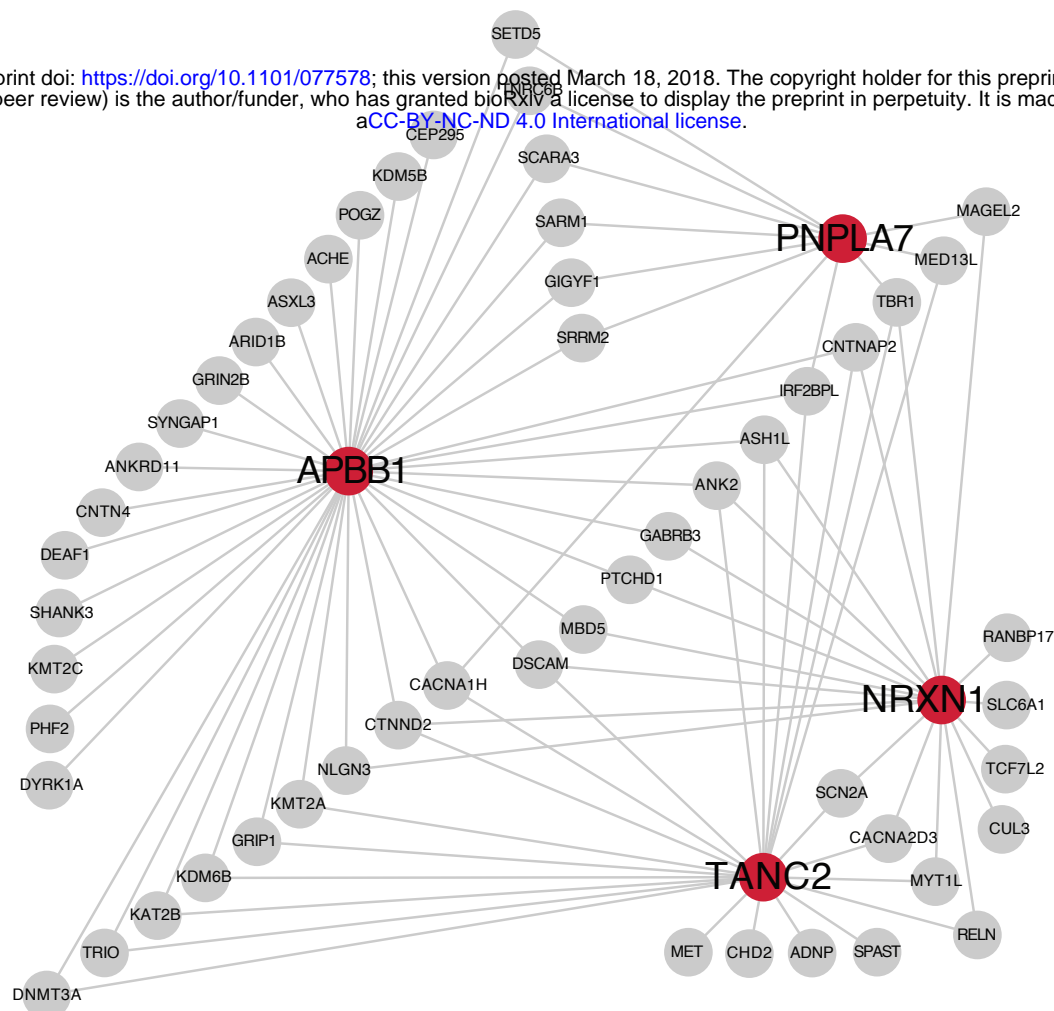 SETD5
print doi: https://doi.org/10.1101/077578; this version posted March 18, 2018. The copyright holder for this preprin
peer review) is the author/funder, who has granted bioRxiv a license to display the preprint in perpetuity. It is mad
TNRC6B
aCC-BY-NC-ND 4.0 International license.
CEP295
SCARA3
KDM5B
POGZ
SARM1
MAGEL2
PNPLA7
ACHE
MED13L
GIGYF1
ASXL3
TBR1
ARID1B
SRRM2
CNTNAP2
GRIN2B
IRF2BPL
SYNGAP1
ASH1L
ANKRD11
APBB1
ANK2
CNTN4
GABRB3
DEAF1
PTCHD1
SHANK3
MBD5
RANBP17
KMT2C
DSCAM
CACNA1H
NRXN1
SLC6A1
PHF2
CTNND2
NLGN3
TCF7L2
DYRK1A
SCN2A
KMT2A
CUL3
GRIP1
CACNA2D3
KDM6B
TANC2
MYT1L
KAT2B
RELN
TRIO
MET
CHD2
ADNP
SPAST
DNMT3A